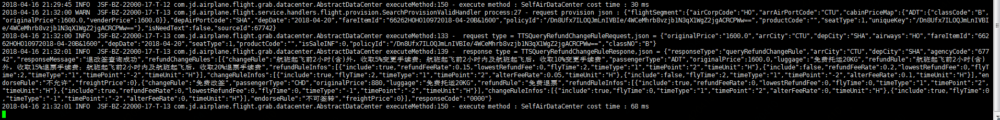 2018-04-16 21:29:45 INFO  JSF-BZ-22000-17-T-12 com.jd.airplane.flight.grab.datacenter.AbstractDataCenter executeMethod:150 - execute method : SelfAirDataCenter cost time : 30 ms
2018-04-16 21:32:00 WARN  JSF-BZ-22000-17-T-13 com.jd.airplane.flight.service.handlers.flight.provision.SearchProvisionValidHandler process:27 - request provision json : {"flightSegment":{"airCorpCode":"HO","arrAirPortCode":"CTU","cabinPriceMap":{"ADT":{"classCode":"B",
"originalPrice":1600.0,"venderPrice":1600.0}},"depAirPortCode":"SHA","depDate":"2018-04-20","fareItemId":"66262HOHO10972018-04-20B&1600","policyId":"/Dn8Ufx7ILOQJmLnIVBIe/4WCeMhrb8vzjb1N3qX1WgZ2jgACRCPWw==","productCode":"","seatType":1,"uniqueKey":"/Dn8Ufx7ILOQJmLnIVBI
e/4WCeMhrb8vzjb1N3qX1WgZ2jgACRCPWw=="},"isNeedText":false,"sourceId":67742}
2018-04-16 21:32:00 INFO  JSF-BZ-22000-17-T-13 com.jd.airplane.flight.grab.datacenter.AbstractDataCenter executeMethod:133 -  request type = TTSQueryRefundChangeRuleRequest,json = {"originalPrice":"1600.0","arrCity":"CTU","depCity":"SHA","airways":"HO","fareItemId":"662
62HOHO10972018-04-20B&1600","depDate":"2018-04-20","seatType":1,"productCode":"","isSaleINF":0,"policyId":"/Dn8Ufx7ILOQJmLnIVBIe/4WCeMhrb8vzjb1N3qX1WgZ2jgACRCPWw==","classNO":"B"}
2018-04-16 21:32:01 INFO  JSF-BZ-22000-17-T-13 com.jd.airplane.flight.grab.datacenter.AbstractDataCenter executeMethod:139 -  response type = TTSQueryRefundChangeRuleRespone,json = {"responseType":"queryRefundChangeRule","arrCity":"CTU","depCity":"SHA","agencyCode":"677
42","responseMessage":"退改签查询成功","refundChangeRules":[{"changeRule":"航班起飞前2小时(含)外，收取5%变更手续费；航班起飞前2小时内及航班起飞后，收取10%变更手续费","passengerType":"ADT","originalPrice":1600.0,"luggage":"免费托运20KG","refundRule":"航班起飞前2小时(含)
外，收取15%退票手续费；航班起飞前2小时内及航班起飞后，收取20%退票手续费","refundRuleInfos":[{"include":true,"refundFeeRate":0.15,"lowestRefundFee":0,"flyTime":2,"timeType":"1","timePoint":"2","timeUnit":"H"},{"include":false,"refundFeeRate":0.2,"lowestRefundFee":0,"fly
Time":2,"timeType":"1","timePoint":"-2","timeUnit":"H"}],"changeRuleInfos":[{"include":true,"flyTime":2,"timeType":"1","timePoint":"2","alterFeeRate":0.05,"timeUnit":"H"},{"include":false,"flyTime":2,"timeType":"1","timePoint":"-2","alterFeeRate":0.1,"timeUnit":"H"}],"en
dorseRule":"不允许","freightPrice":0},{"changeRule":"免费改签","passengerType":"CHD","originalPrice":880,"luggage":"免费托运20KG","refundRule":"免费退票","refundRuleInfos":[{"include":true,"refundFeeRate":0,"lowestRefundFee":0,"flyTime":0,"timeType":"1","timePoint":"2",
"timeUnit":"H"},{"include":true,"refundFeeRate":0,"lowestRefundFee":0,"flyTime":0,"timeType":"-1","timePoint":"-2","timeUnit":"H"}],"changeRuleInfos":[{"include":true,"flyTime":0,"timeType":"1","timePoint":"2","alterFeeRate":0,"timeUnit":"H"},{"include":true,"flyTime":0
,"timeType":"-1","timePoint":"-2","alterFeeRate":0,"timeUnit":"H"}],"endorseRule":"不可签转","freightPrice":0}],"responseCode":"0000"}
2018-04-16 21:32:01 INFO  JSF-BZ-22000-17-T-13 com.jd.airplane.flight.grab.datacenter.AbstractDataCenter executeMethod:150 - execute method : SelfAirDataCenter cost time : 68 ms